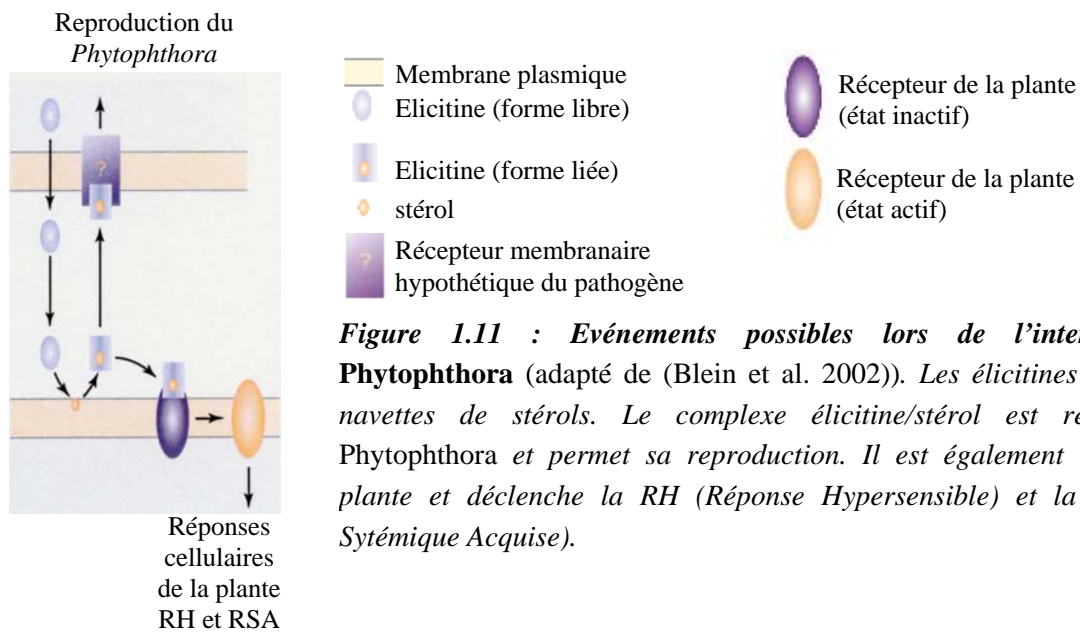 Reproduction du
Phytophthora
?
Réponses
cellulaires
de la plante
RH et RSA
Membrane plasmique
Elicitine (forme libre)
Elicitine (forme liée)
stérol
?
Récepteur membranaire
hypothétique du pathogène
Récepteur de la plante
(état inactif)
Récepteur de la plante
(état actif)
Figure 1.11 : Evénements possibles lors de l’inter
Phytophthora (adapté de (Blein et al. 2002)). Les élicitines
navettes de stérols. Le complexe élicitine/stérol est re
Phytophthora et permet sa reproduction. Il est également
plante et déclenche la RH (Réponse Hypersensible) et la
Sytémique Acquise).